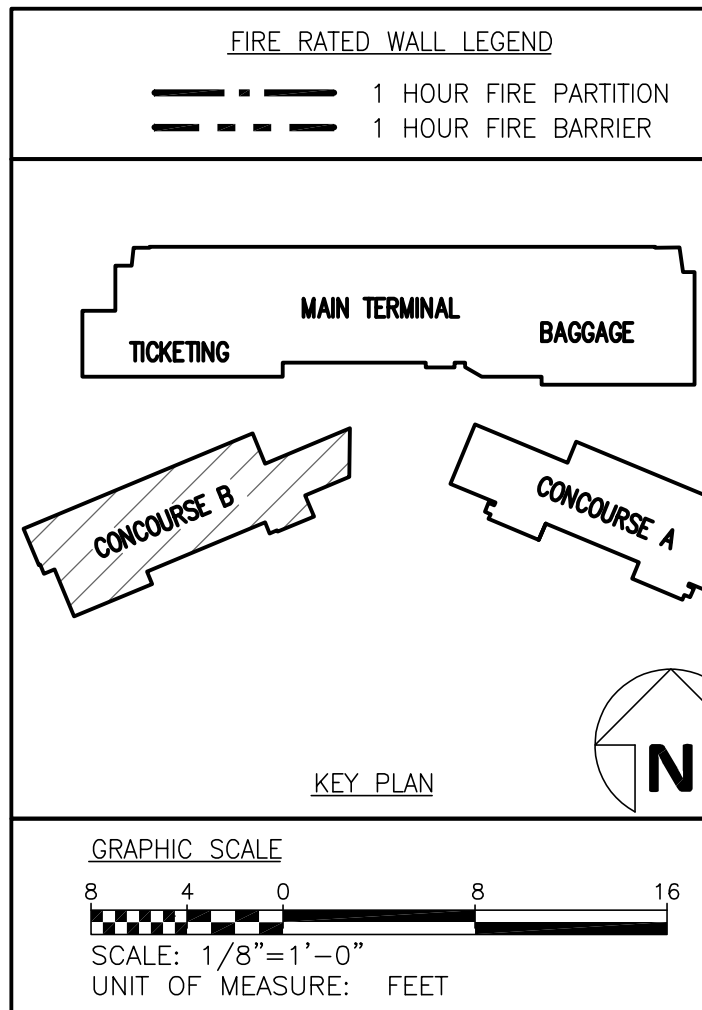 FIRE RATED WALL LEGEND
1 HOUR FIRE PARTITION
1 HOUR FIRE BARRIER
MAIN TERMINAL
BAGGAGE
TICKETING
CONCOURSE B
CONCOURSE A
N
KEY PLAN
GRAPHIC SCALE
8 4 0 8 16
SCALE: 1/8"=1'-0"
UNIT OF MEASURE: FEET